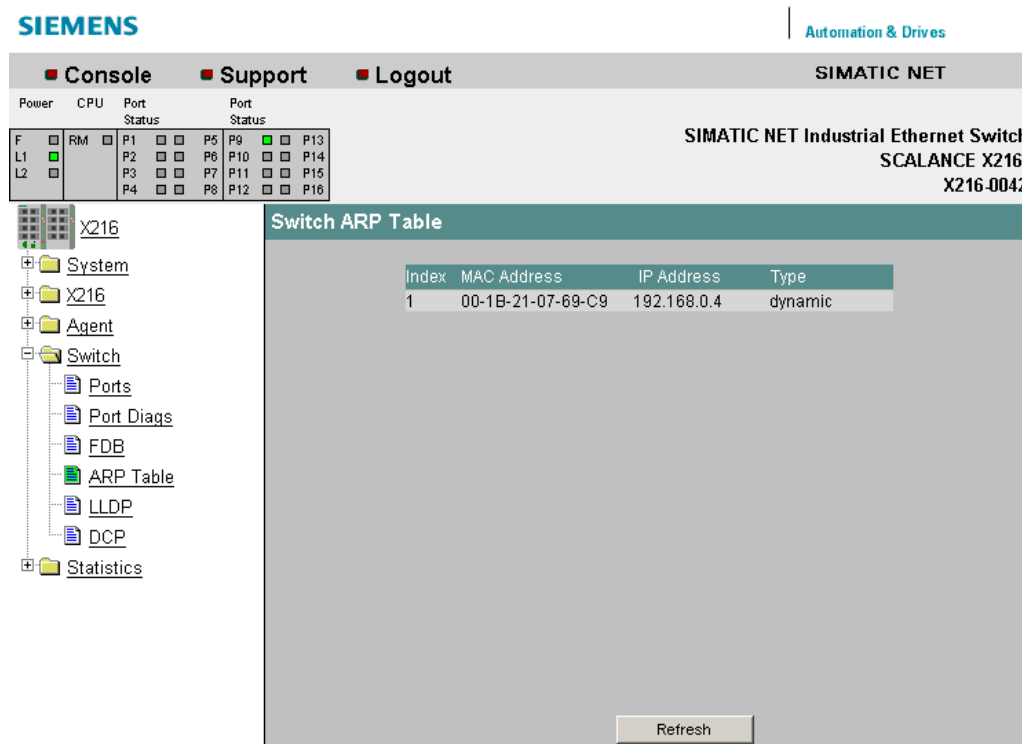 SIEMENS
Automation & Drives
Console Support Logout SIMATIC NET
Power CPU Port Status Port Status
F RM P1 P5 P9 P13
L1 P2 P6 P10 P14
L2 P3 P7 P11 P15
P4 P8 P12 P16
SIMATIC NET Industrial Ethernet Switch
SCALANCE X216
X216-0042
X216
System
X216
Agent
Switch
Ports
Port Diags
FDB
ARP Table
LLDP
DCP
Statistics
Switch ARP Table
Index MAC Address IP Address Type
1 00-1B-21-07-69-C9 192.168.0.4 dynamic
Refresh